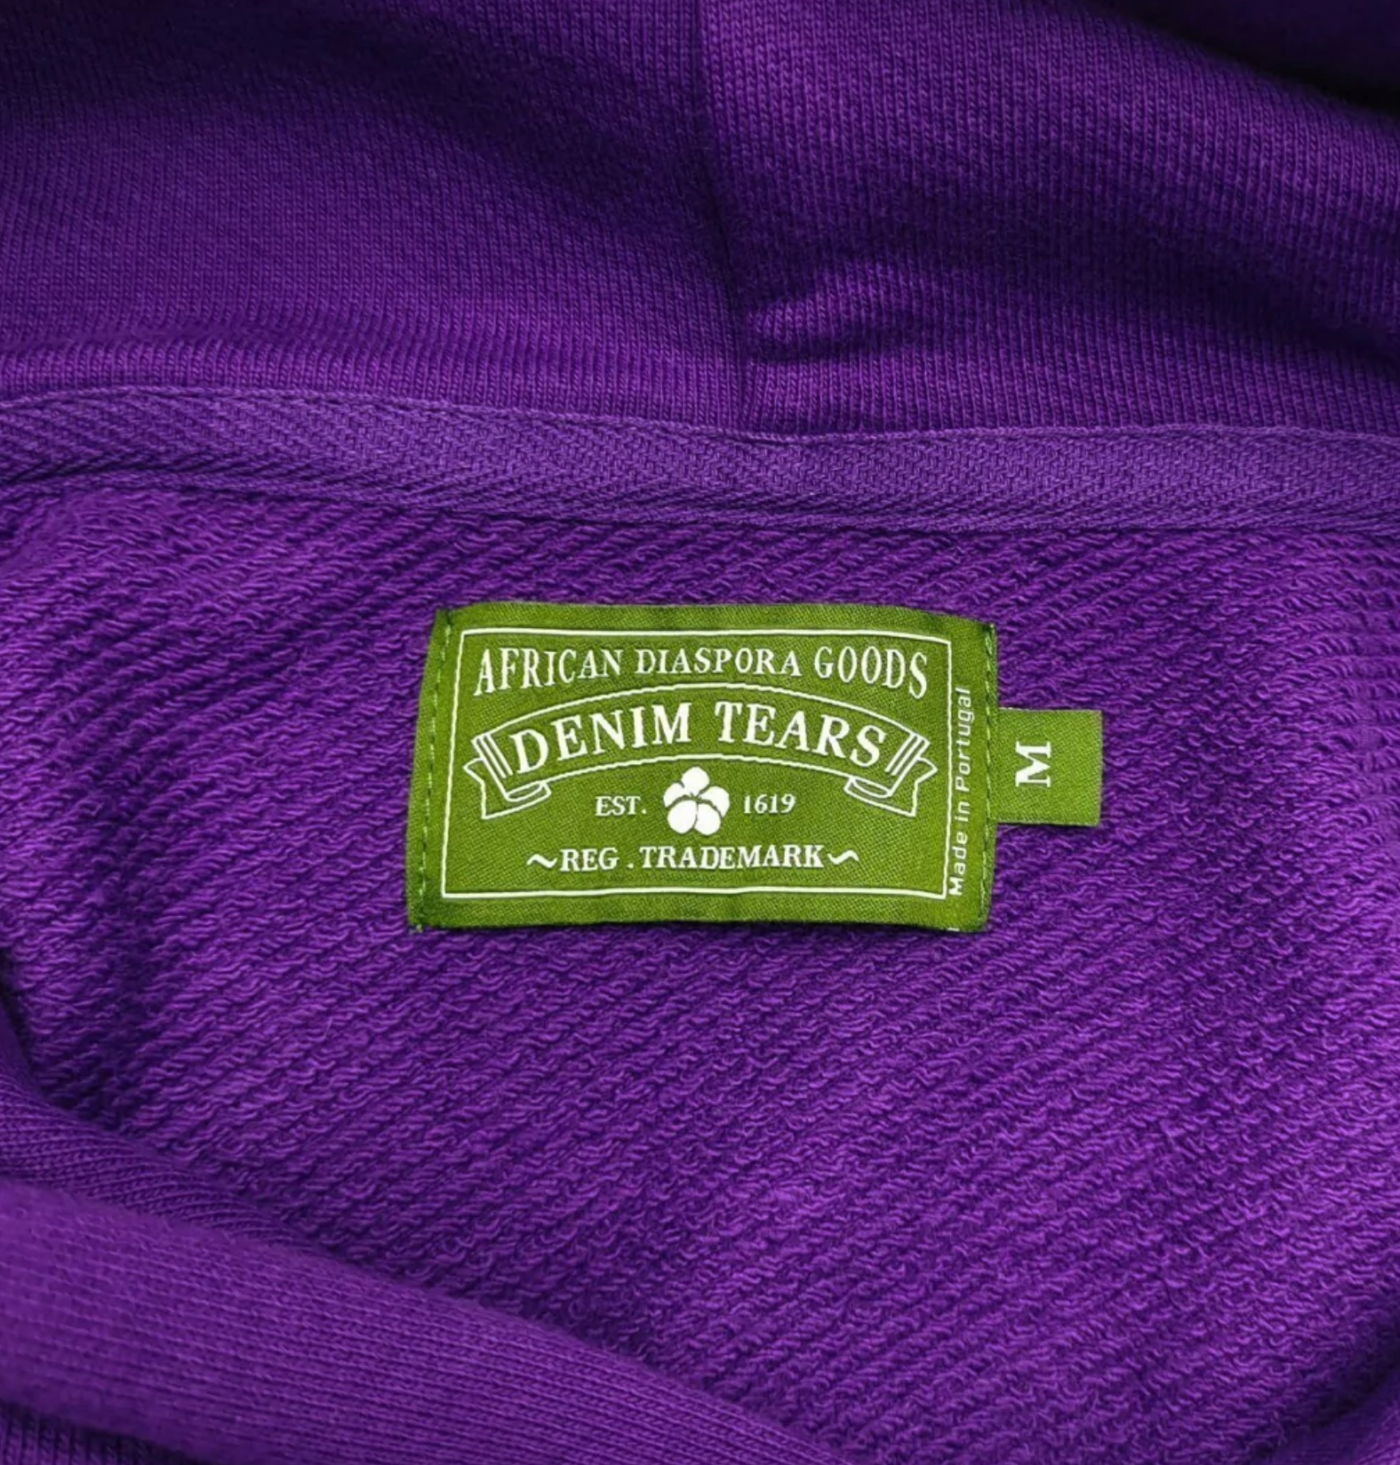 AFRICAN DIASPORA GOODS
DENIM TEARS
EST. 1619
~REG . TRADEMARK~
Made in Portugal
M